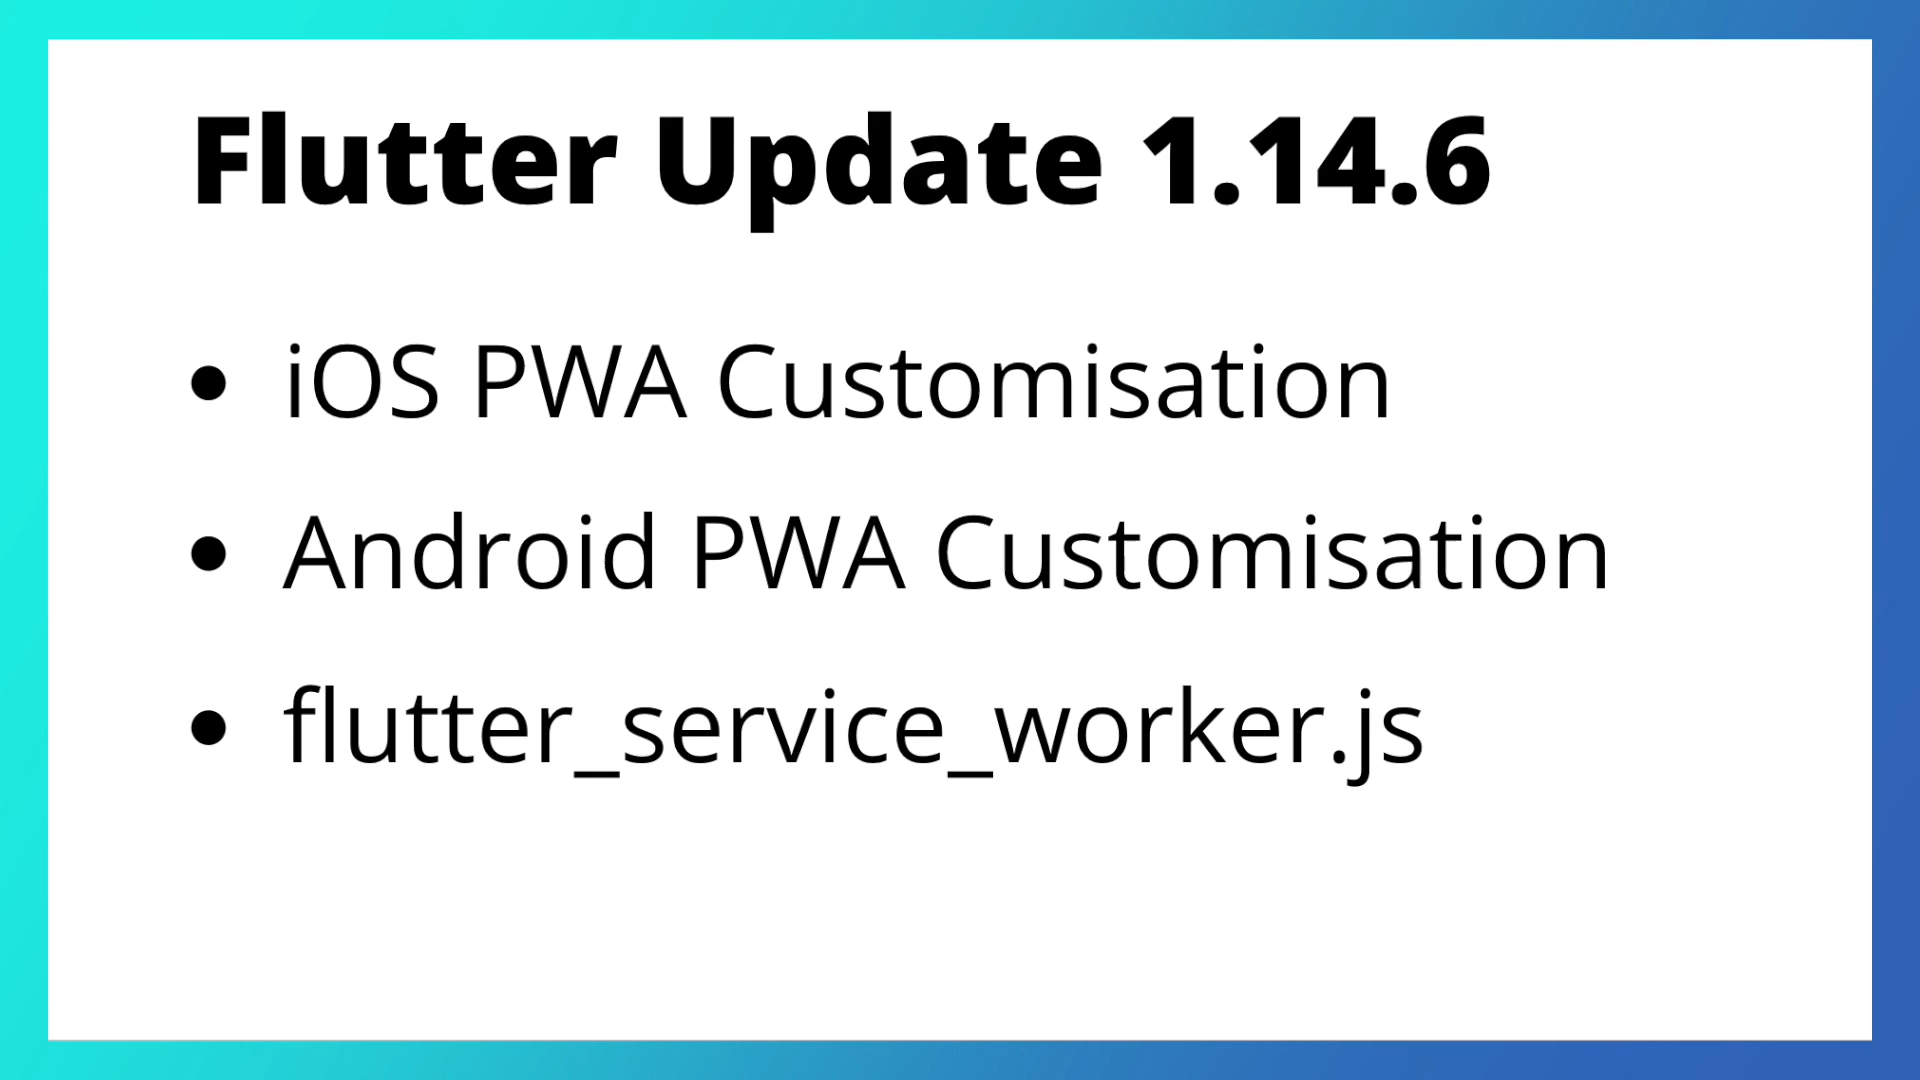 Flutter Update 1.14.6
• iOS PWA Customisation
• Android PWA Customisation
• flutter_service_worker.js